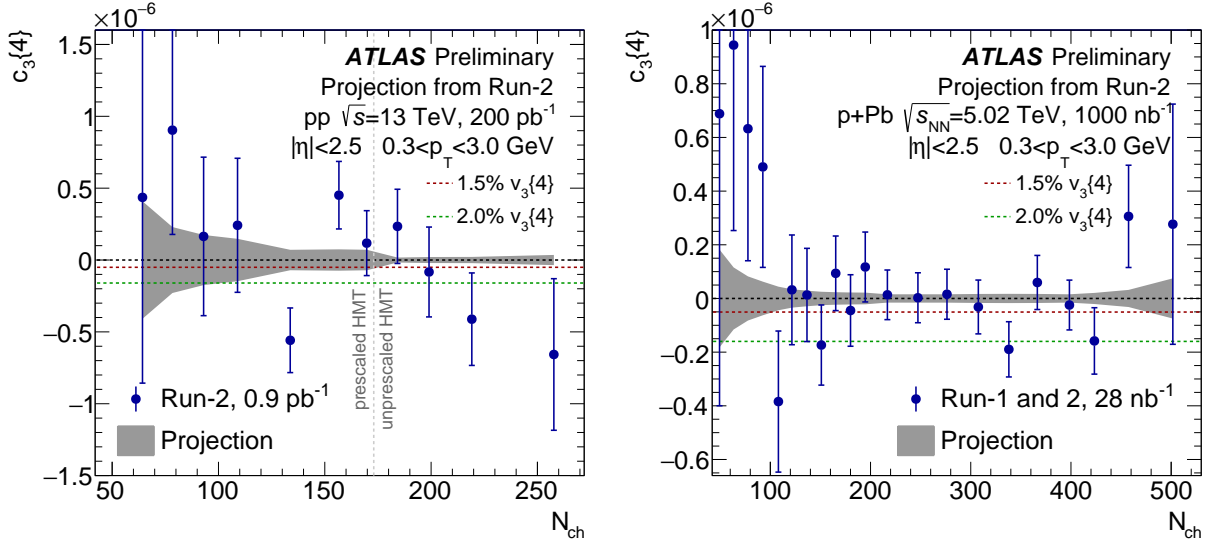 ×10⁻⁶
c₃{4}
1.5
1
0.5
0
−0.5
−1
−1.5
ATLAS Preliminary
Projection from Run-2
pp √s=13 TeV, 200 pb⁻¹
|η|<2.5 0.3<p_T<3.0 GeV
1.5% v₃{4}
2.0% v₃{4}
prescaled HMT
unprescaled HMT
Run-2, 0.9 pb⁻¹
Projection
50 100 150 200 250
N_ch
×10⁻⁶
c₃{4}
1
0.8
0.6
0.4
0.2
0
−0.2
−0.4
−0.6
ATLAS Preliminary
Projection from Run-2
p+Pb √s_NN=5.02 TeV, 1000 nb⁻¹
|η|<2.5 0.3<p_T<3.0 GeV
1.5% v₃{4}
2.0% v₃{4}
Run-1 and 2, 28 nb⁻¹
Projection
100 200 300 400 500
N_ch